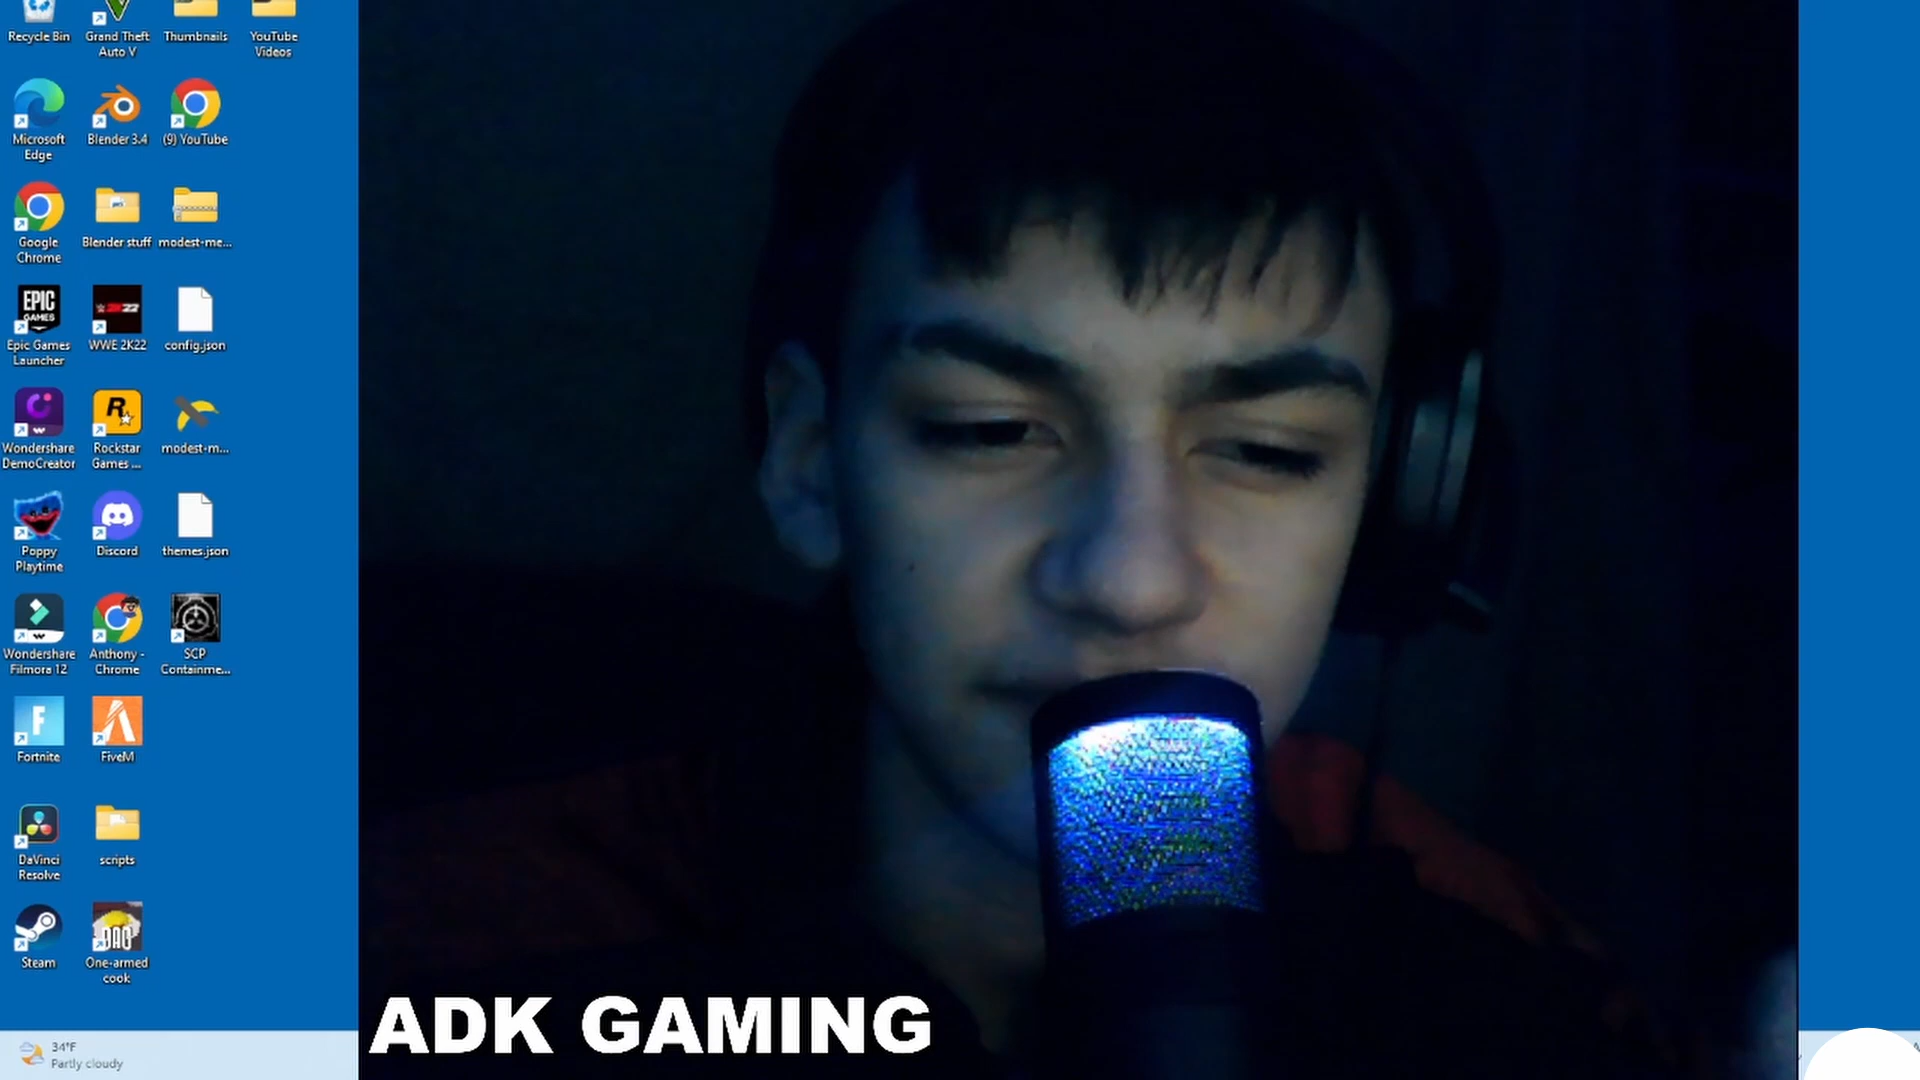 Recycle Bin
Grand Theft
Auto V
Thumbnails
YouTube
Videos
Microsoft
Edge
Blender 3.4
(9) YouTube
Google
Chrome
Blender stuff
modest-me...
EPIC
GAMES
Epic Games
Launcher
2K22
WWE 2K22
config.json
Wondershare
DemoCreator
R
Rockstar
Games ...
modest-m...
Poppy
Playtime
Discord
themes.json
Wondershare
Filmora 12
Anthony -
Chrome
SCP
Containme...
F
Fortnite
FiveM
DaVinci
Resolve
scripts
Steam
One-armed
cook
ADK GAMING
34°F
Partly cloudy